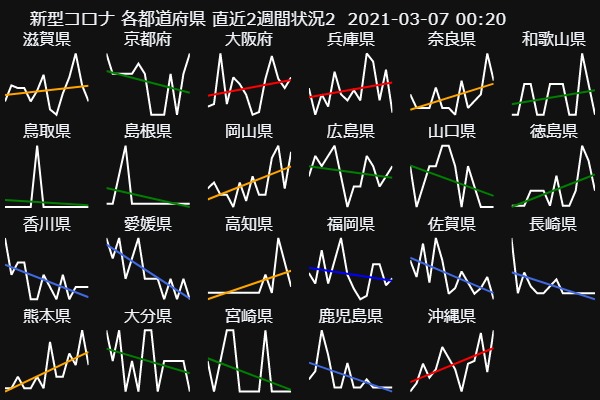 新型コロナ 各都道府県 直近2週間状況2 2021-03-07 00:20
滋賀県 京都府 大阪府 兵庫県 奈良県 和歌山県
鳥取県 島根県 岡山県 広島県 山口県 徳島県
香川県 愛媛県 高知県 福岡県 佐賀県 長崎県
熊本県 大分県 宮崎県 鹿児島県 沖縄県